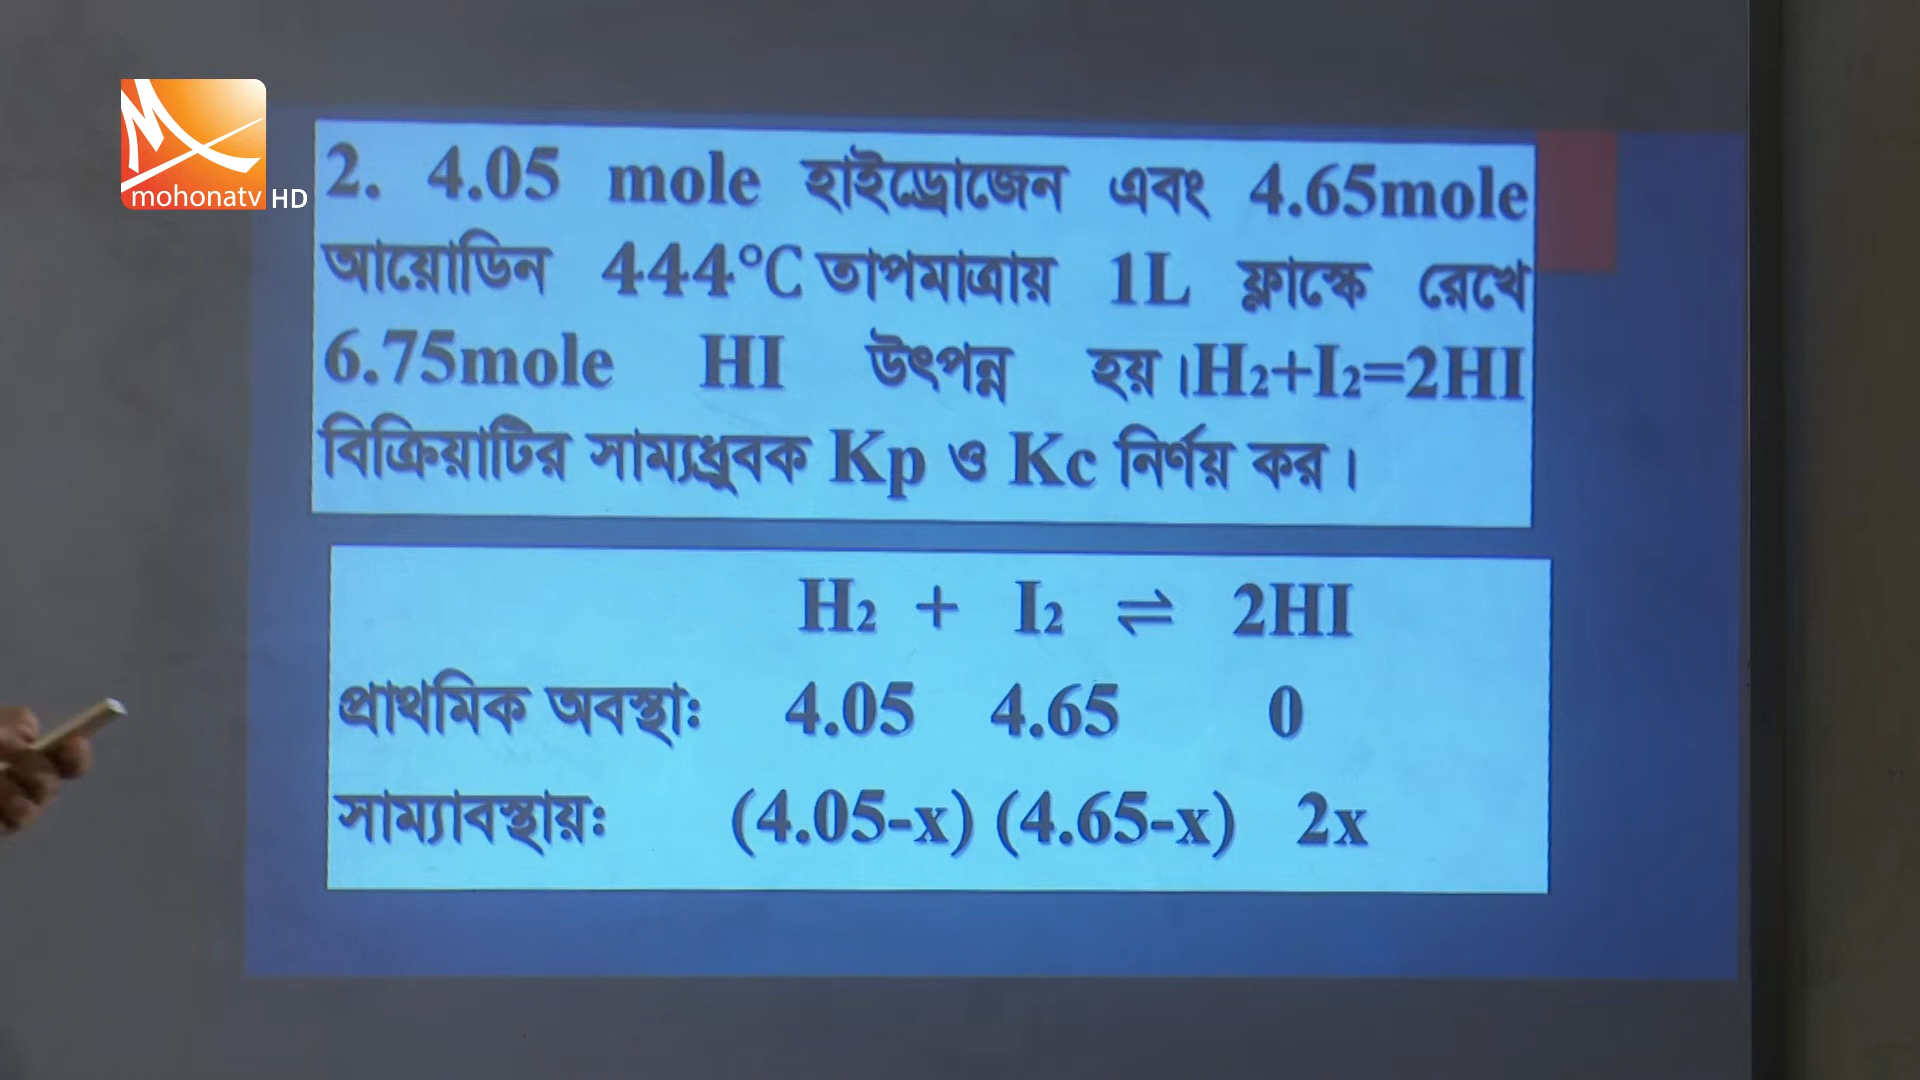 mohonatv HD
2. 4.05 mole হাইড্রোজেন এবং 4.65mole
আয়োডিন 444°C তাপমাত্রায় 1L ফ্লাস্কে রেখে
6.75mole HI উৎপন্ন হয়।H₂+I₂=2HI
বিক্রিয়াটির সাম্যধ্রুবক Kp ও Kc নির্ণয় কর।
H₂ + I₂ ⇌ 2HI
প্রাথমিক অবস্থাঃ 4.05 4.65 0
সাম্যাবস্থায়ঃ (4.05-x) (4.65-x) 2x